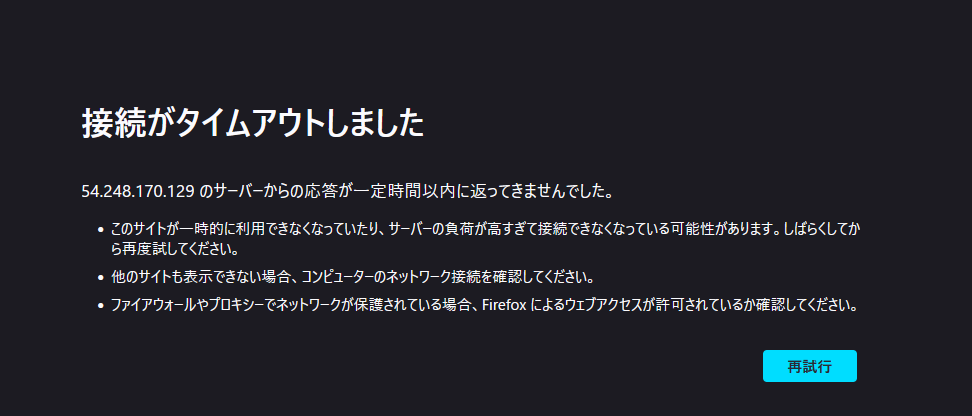 接続がタイムアウトしました
54.248.170.129 のサーバーからの応答が一定時間以内に返ってきませんでした。
• このサイトが一時的に利用できなくなっていたり、サーバーの負荷が高すぎて接続できなくなっている可能性があります。しばらくしてか
ら再度試してください。
• 他のサイトも表示できない場合、コンピューターのネットワーク接続を確認してください。
• ファイアウォールやプロキシーでネットワークが保護されている場合、Firefox によるウェブアクセスが許可されているか確認してください。
再試行